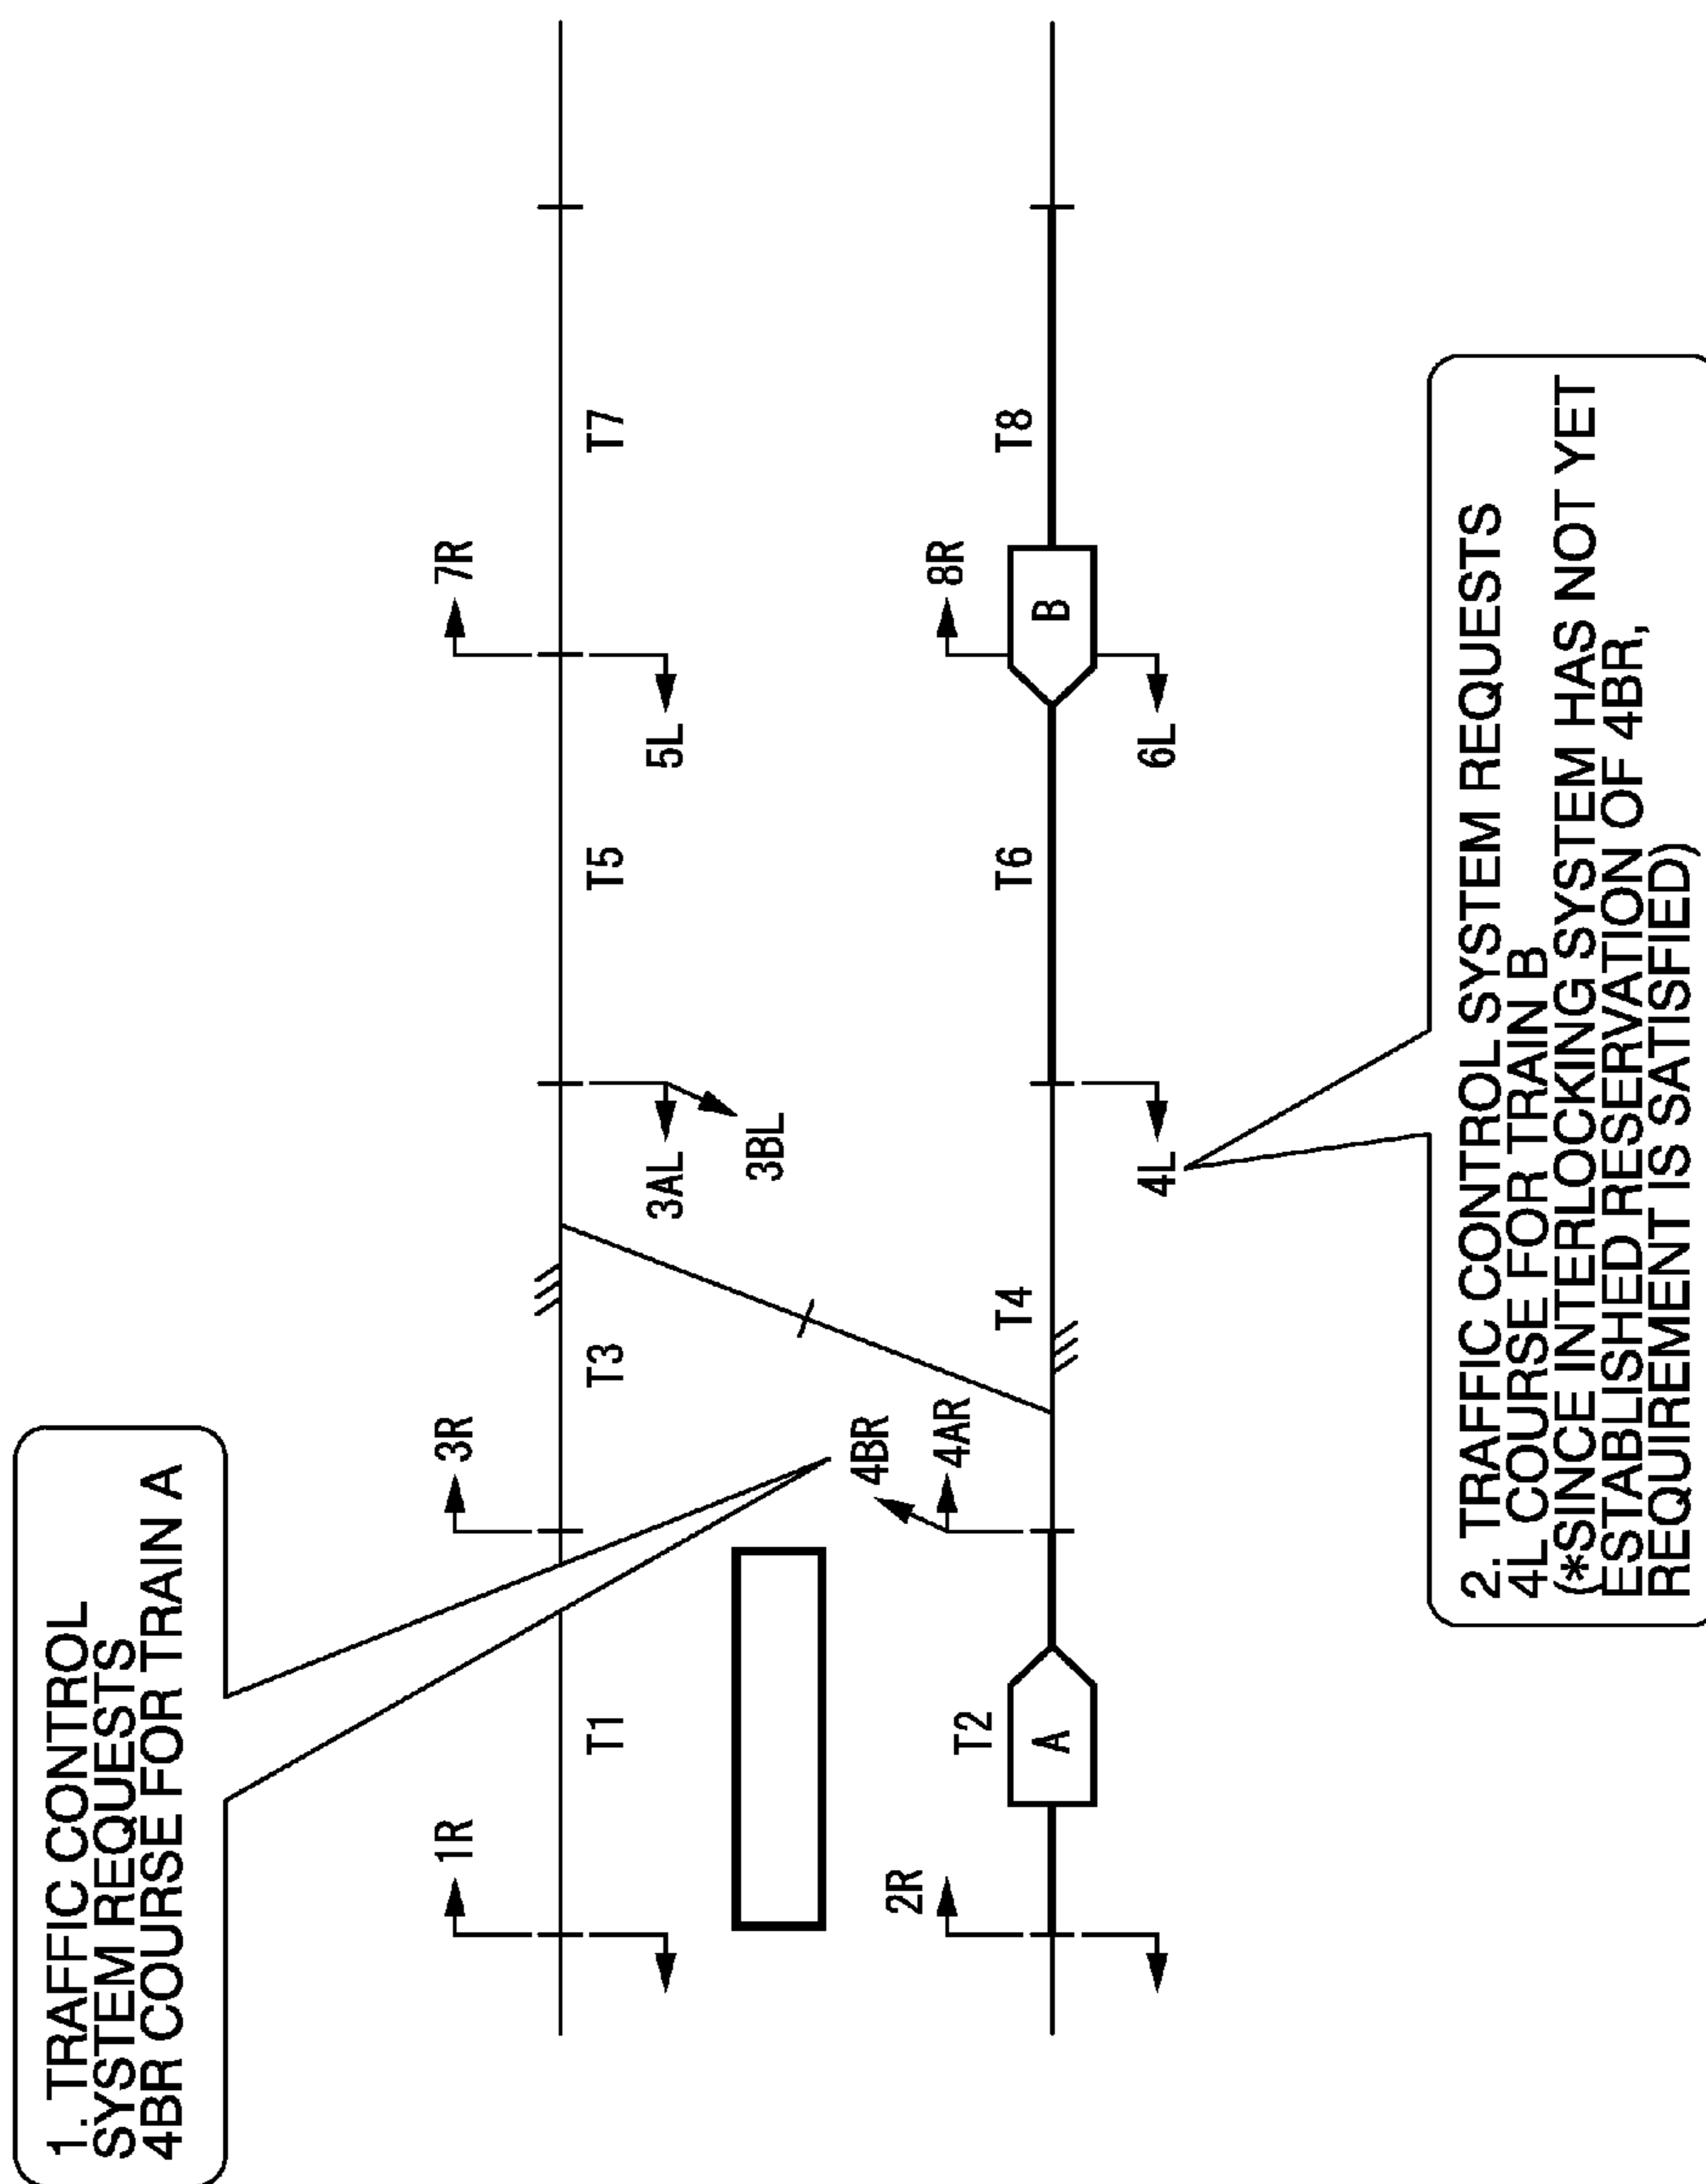 1. TRAFFIC CONTROL
SYSTEM REQUESTS
4BR COURSE FOR TRAIN A
1R
3R
7R
T1
T3
T5
T7
3AL
5L
3BL
4BR
2R
4AR
8R
T2
T4
T6
T8
A
B
4L
6L
2. TRAFFIC CONTROL SYSTEM REQUESTS
4L COURSE FOR TRAIN B
(*SINCE INTERLOCKING SYSTEM HAS NOT YET
ESTABLISHED RESERVATION OF 4BR,
REQUIREMENT IS SATISFIED)